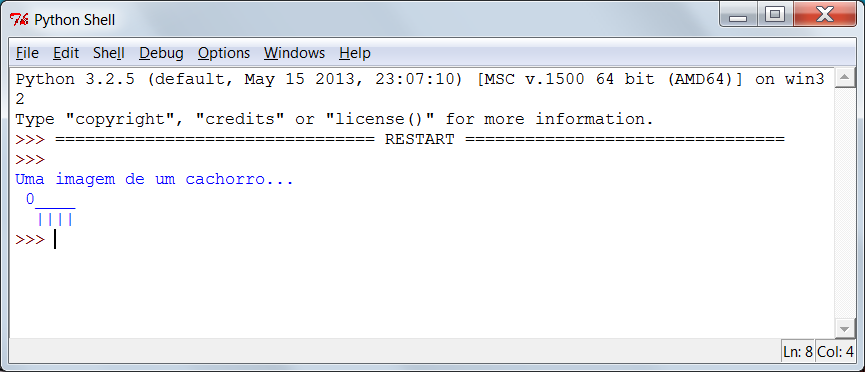 Python Shell
File Edit Shell Debug Options Windows Help
Python 3.2.5 (default, May 15 2013, 23:07:10) [MSC v.1500 64 bit (AMD64)] on win3
2
Type "copyright", "credits" or "license()" for more information.
>>> ================================ RESTART ================================
>>>
Uma imagem de um cachorro...
 0____
  ||||
>>>
Ln: 8 Col: 4